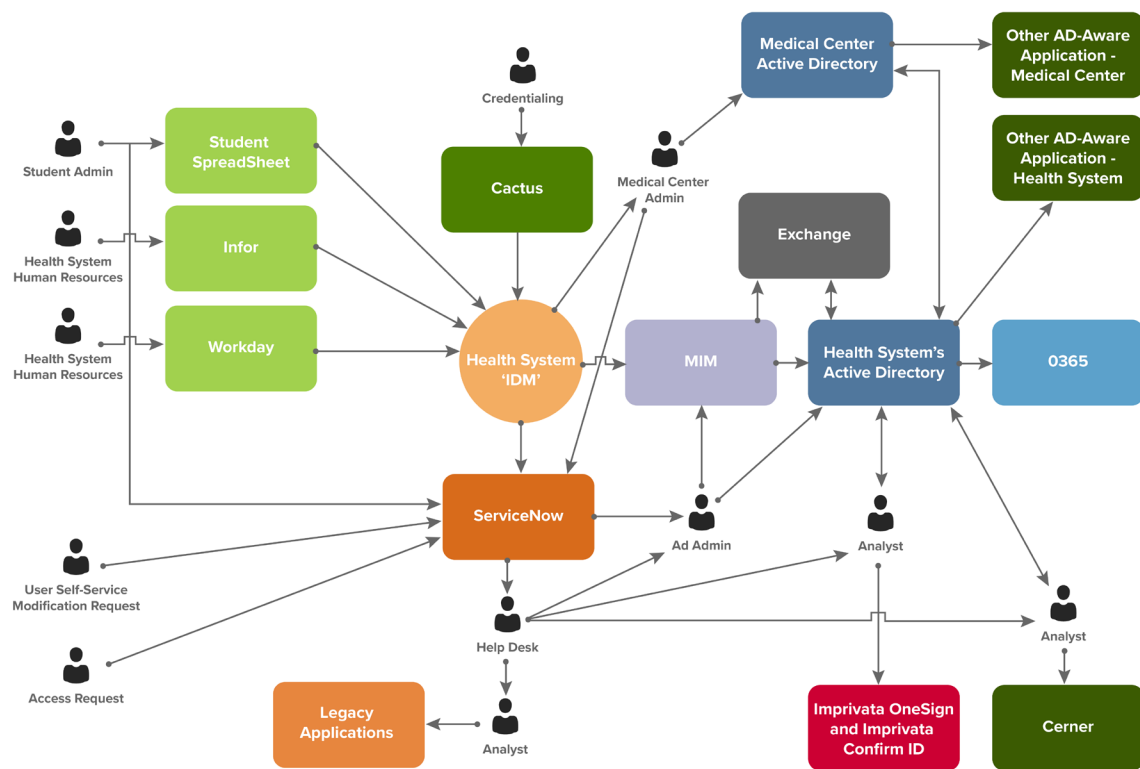 Medical Center
Active Directory
Other AD-Aware
Application -
Medical Center
Credentialing
Student Admin
Student
SpreadSheet
Cactus
Medical Center
Admin
Other AD-Aware
Application -
Health System
Health System
Human Resources
Infor
Exchange
Health System
Human Resources
Workday
Health System
‘IDM’
MIM
Health System’s
Active Directory
0365
ServiceNow
Ad Admin
Analyst
User Self-Service
Modification Request
Help Desk
Analyst
Access Request
Legacy
Applications
Analyst
Imprivata OneSign
and Imprivata
Confirm ID
Cerner